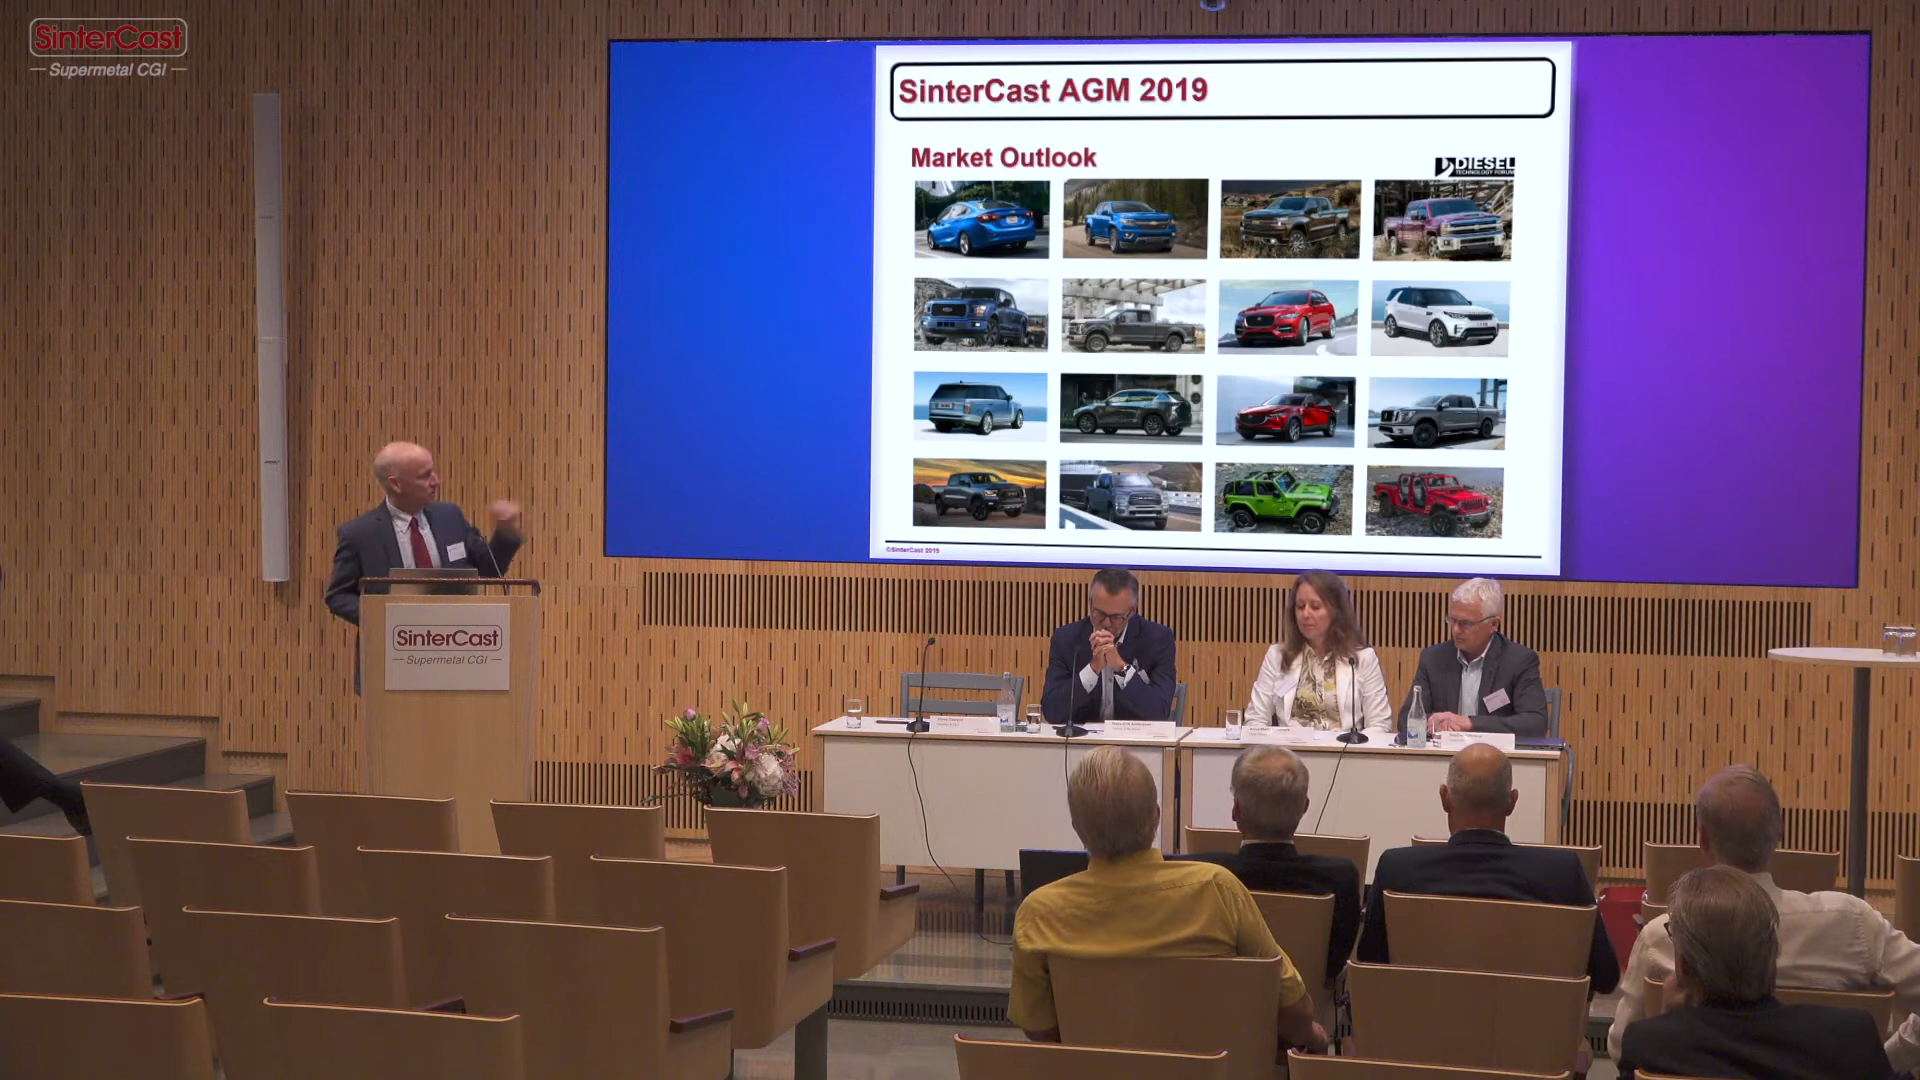 SinterCast
Supermetal CGI
SinterCast AGM 2019
Market Outlook
DIESEL
TECHNOLOGY FORUM
©SinterCast 2019
SinterCast
Supermetal CGI